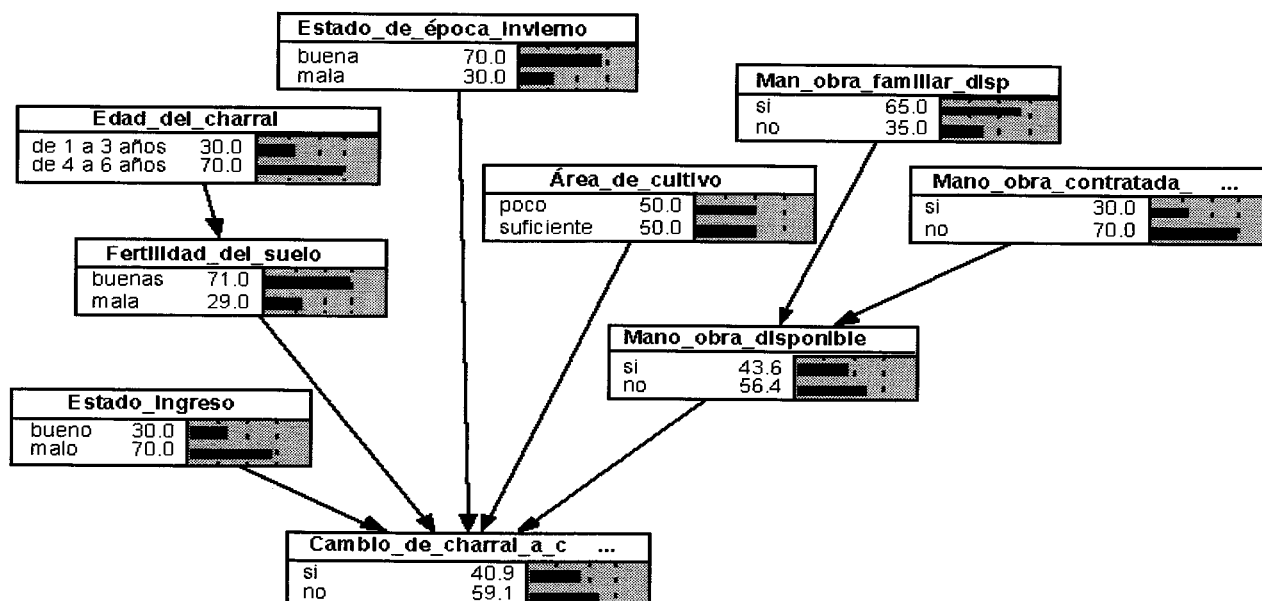 Estado_de_época_invierno
buena 70.0
mala 30.0
Man_obra_familiar_disp
si 65.0
no 35.0
Edad_del_charral
de 1 a 3 años 30.0
de 4 a 6 años 70.0
Área_de_cultivo
poco 50.0
suficiente 50.0
Mano_obra_contratada_ ...
si 30.0
no 70.0
Fertilidad_del_suelo
buenas 71.0
mala 29.0
Mano_obra_disponible
si 43.6
no 56.4
Estado_ingreso
bueno 30.0
malo 70.0
Cambio_de_charral_a_c ...
si 40.9
no 59.1